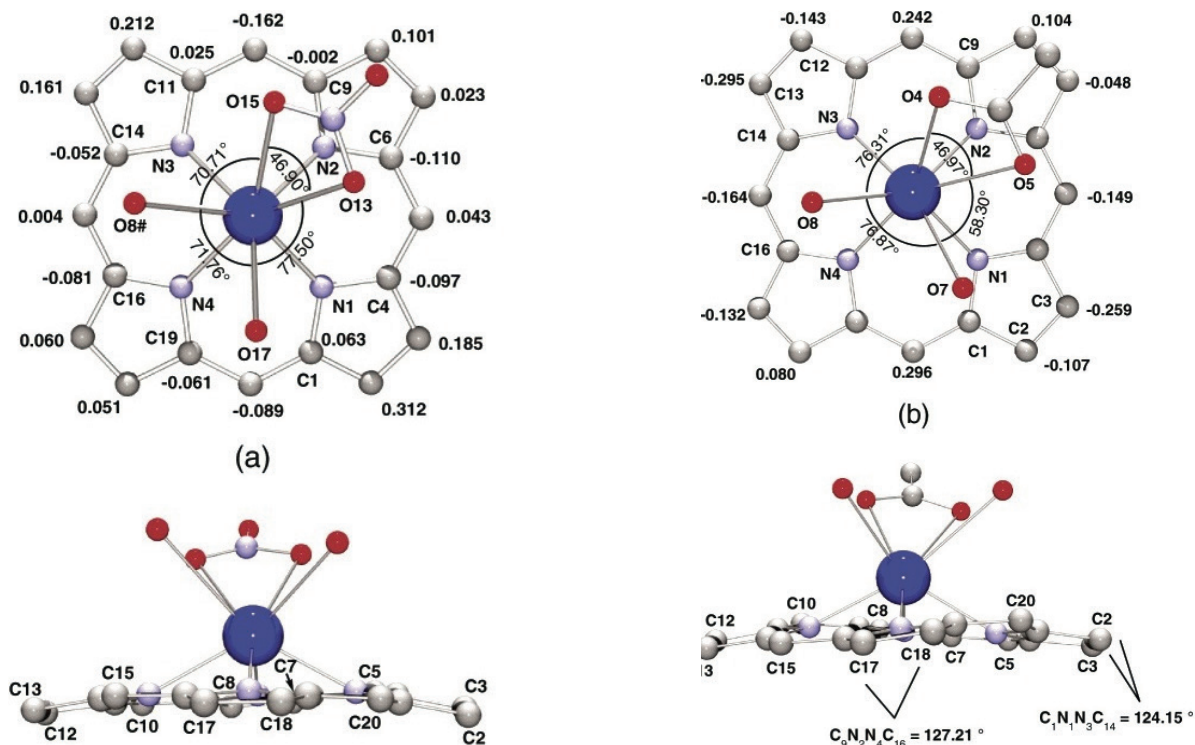 0.212 -0.162 0.101
0.025 -0.002
C11 C9
0.161 O15 0.023
C14 N3 N2 C6
-0.052 70.71° 46.90° -0.110
O13
0.004 O8# 0.043
71.76° 77.50°
-0.081 C16 N4 N1 C4 -0.097
0.060 C19 O17 0.063 0.185
-0.061 C1
0.051 -0.089 0.312
(a)
-0.143 0.242 0.104
C12 C9
-0.295 C13 O4 -0.048
C14 N3 N2
76.31° 46.97° O5
-0.164 O8 -0.149
76.87° 58.30°
C16 N4 O7 N1 C3
-0.132 C2 -0.259
C1
0.080 0.296 -0.107
(b)
C15 C8 C7 C5
C13 C3
C12 C10 C17 C18 C20 C2
C10 C8 C20
C12 C2
13 C15 C17 C18 C7 C5 C3
C9N2N4C16 = 127.21 °
C1N1N3C14 = 124.15 °